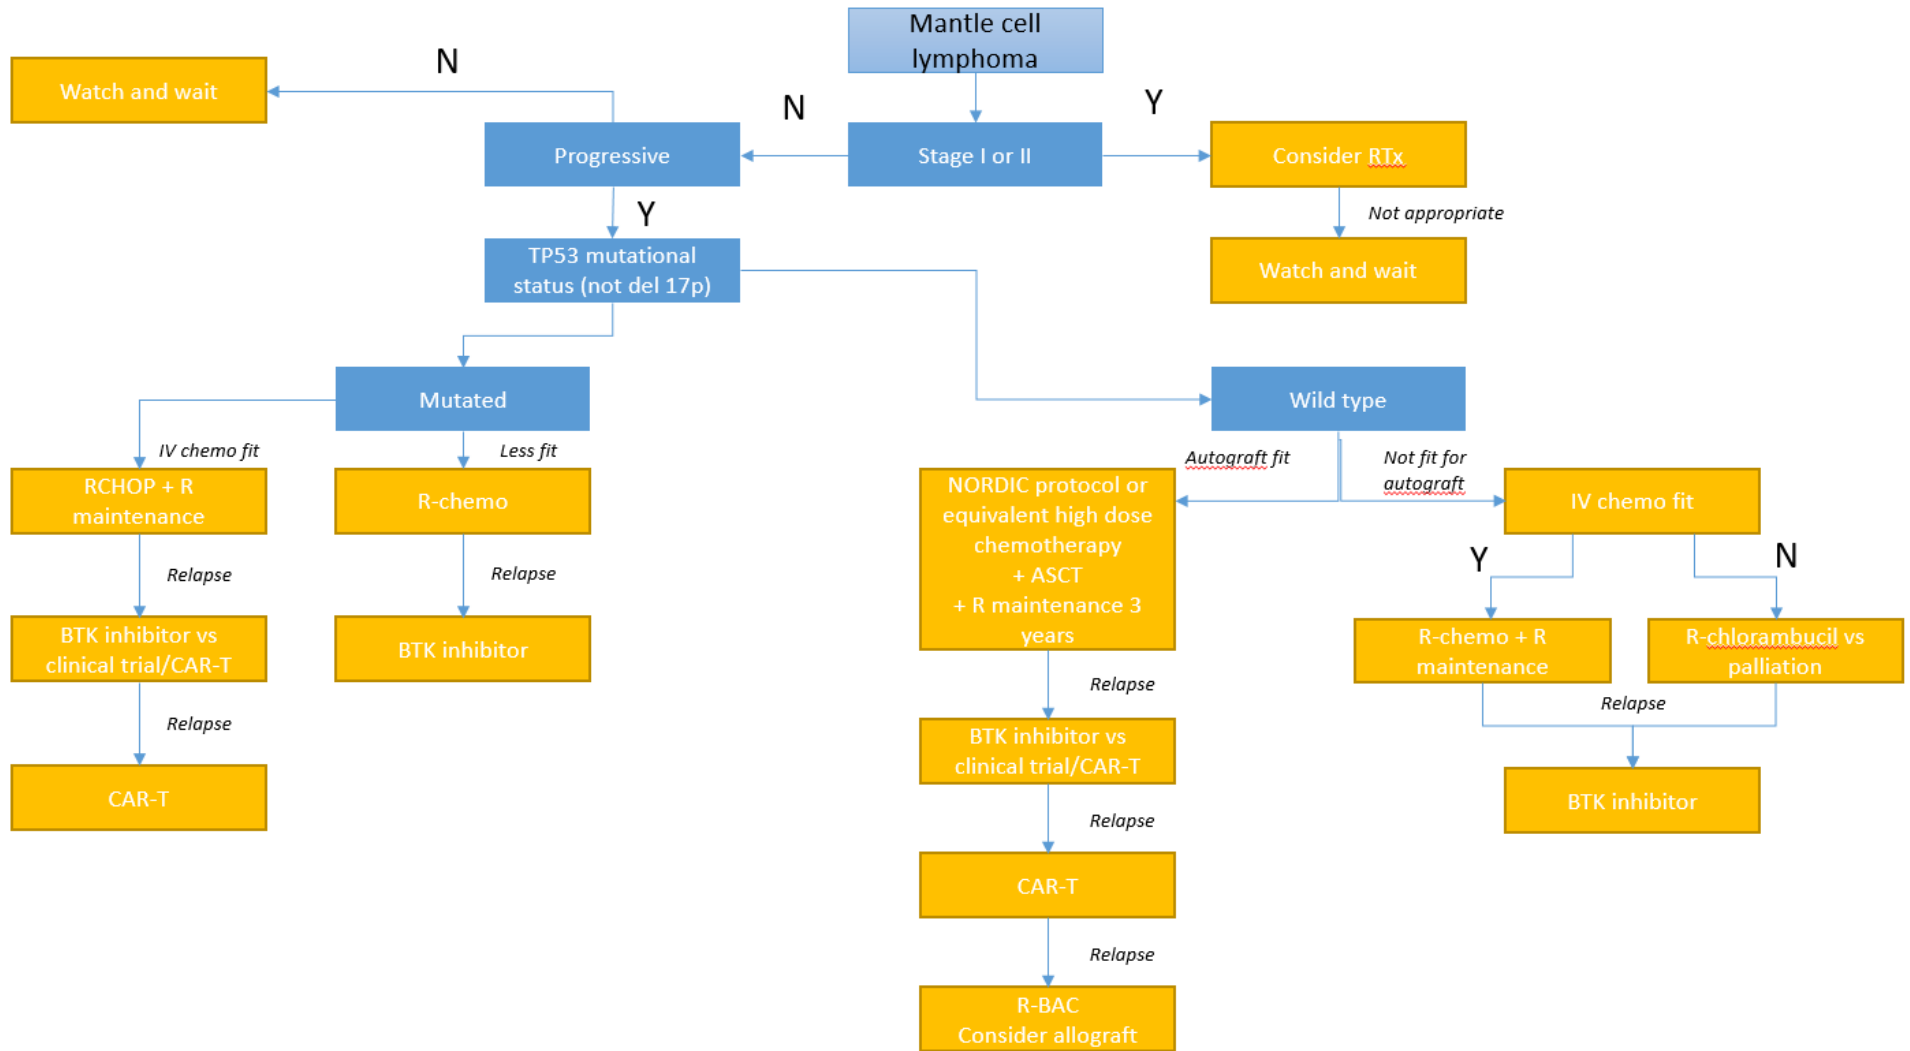 Mantle cell
lymphoma
N
Watch and wait
N
Y
Progressive
Stage I or II
Consider RTx
Y
Not appropriate
TP53 mutational
status (not del 17p)
Watch and wait
Mutated
Wild type
IV chemo fit
Less fit
Autograft fit
Not fit for
autograft
RCHOP + R
maintenance
R-chemo
NORDIC protocol or
equivalent high dose
chemotherapy
+ ASCT
+ R maintenance 3
years
IV chemo fit
Y
N
Relapse
Relapse
BTK inhibitor vs
clinical trial/CAR-T
BTK inhibitor
R-chemo + R
maintenance
R-chlorambucil vs
palliation
Relapse
Relapse
Relapse
BTK inhibitor vs
clinical trial/CAR-T
CAR-T
BTK inhibitor
Relapse
CAR-T
Relapse
R-BAC
Consider allograft